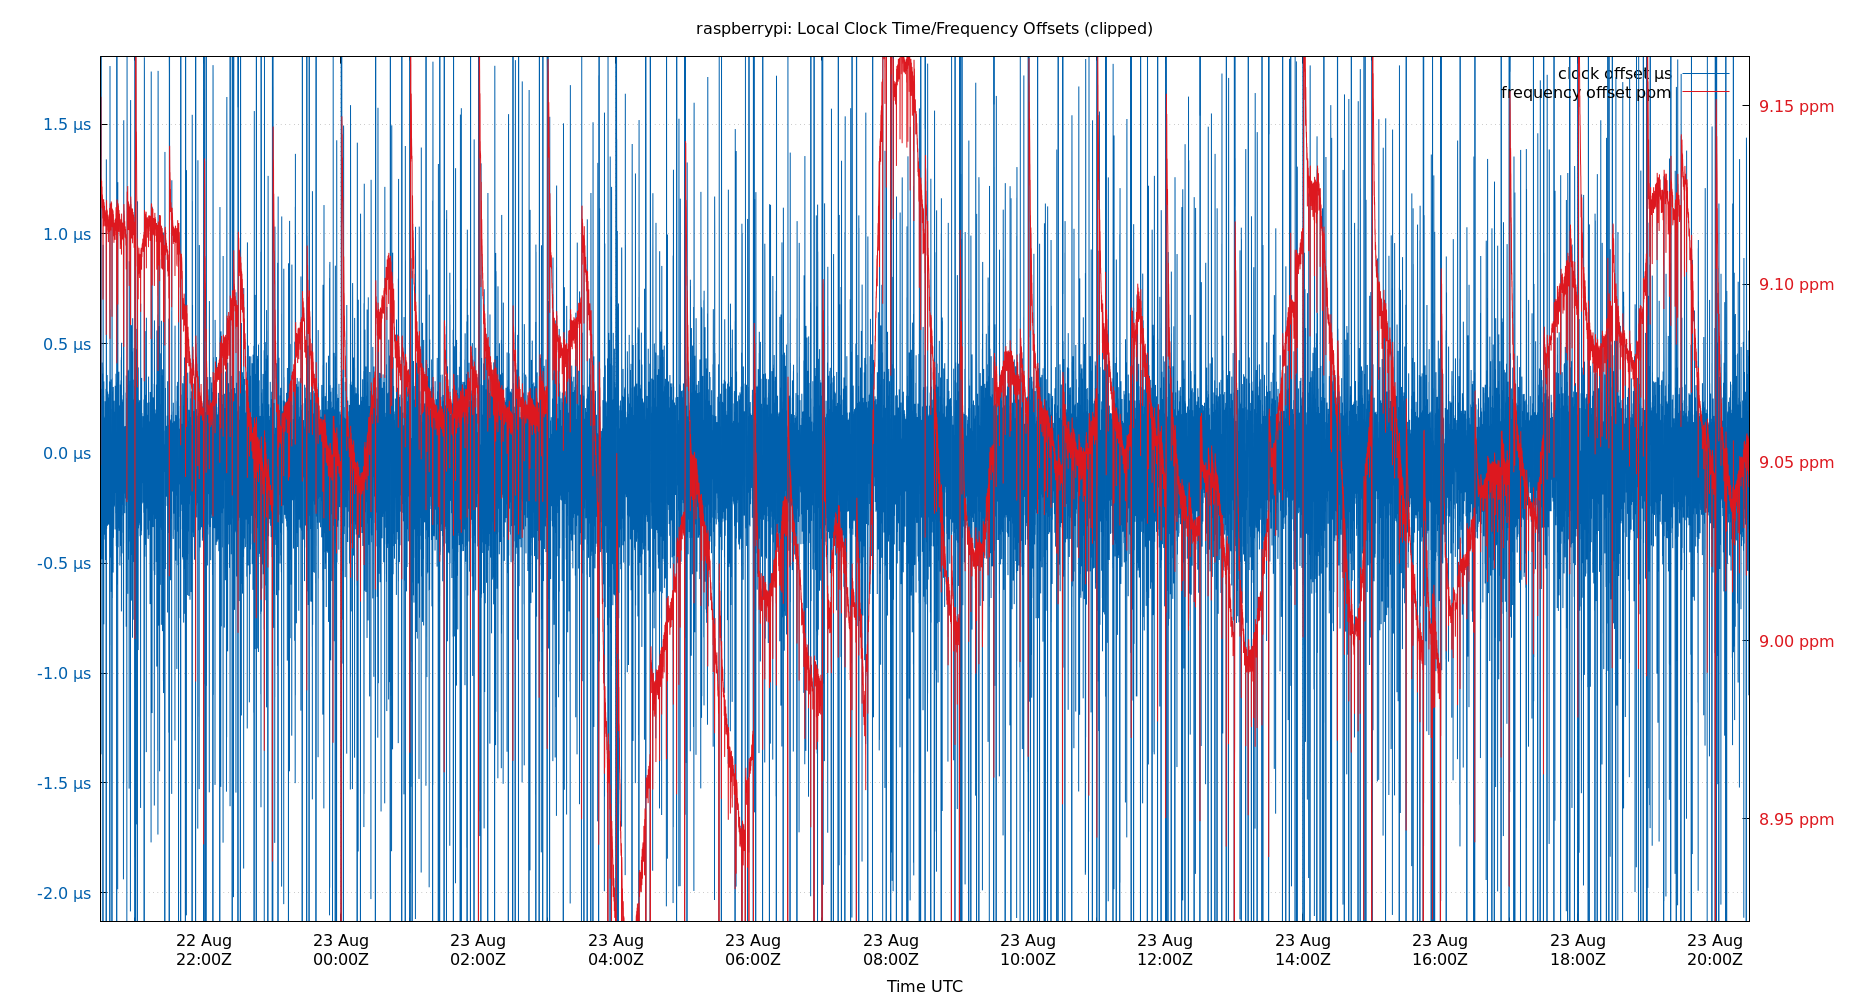 raspberrypi: Local Clock Time/Frequency Offsets (clipped)
clock offset µs
frequency offset ppm
1.5 µs
1.0 µs
0.5 µs
0.0 µs
-0.5 µs
-1.0 µs
-1.5 µs
-2.0 µs
9.15 ppm
9.10 ppm
9.05 ppm
9.00 ppm
8.95 ppm
22 Aug 23 Aug 23 Aug 23 Aug 23 Aug 23 Aug 23 Aug 23 Aug 23 Aug 23 Aug 23 Aug 23 Aug
22:00Z 00:00Z 02:00Z 04:00Z 06:00Z 08:00Z 10:00Z 12:00Z 14:00Z 16:00Z 18:00Z 20:00Z
Time UTC